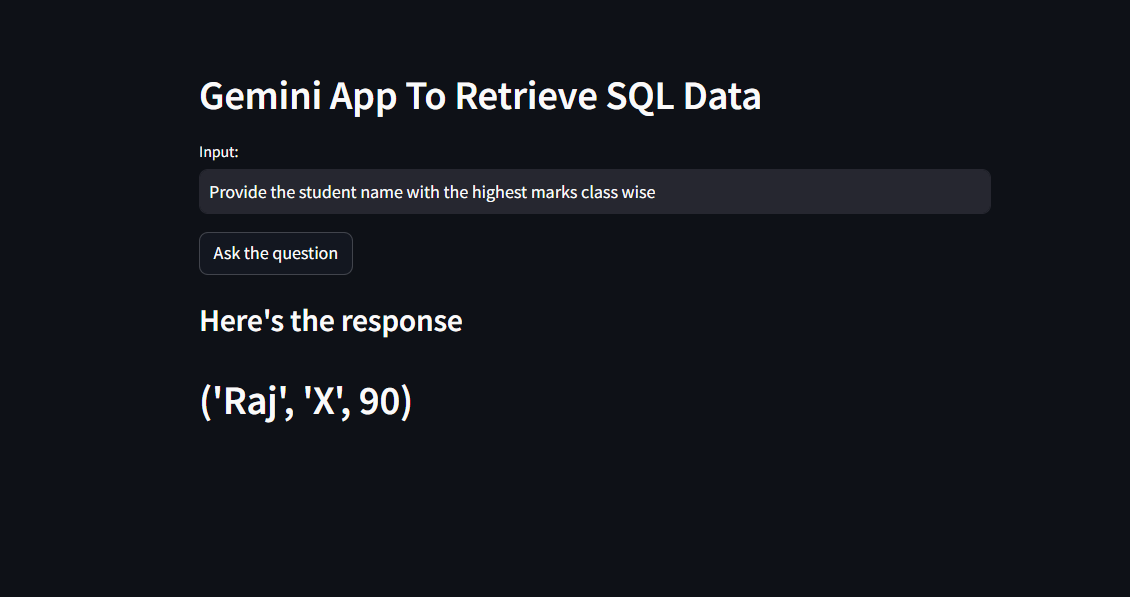 Gemini App To Retrieve SQL Data
Input:
Provide the student name with the highest marks class wise
Ask the question
Here's the response
('Raj', 'X', 90)